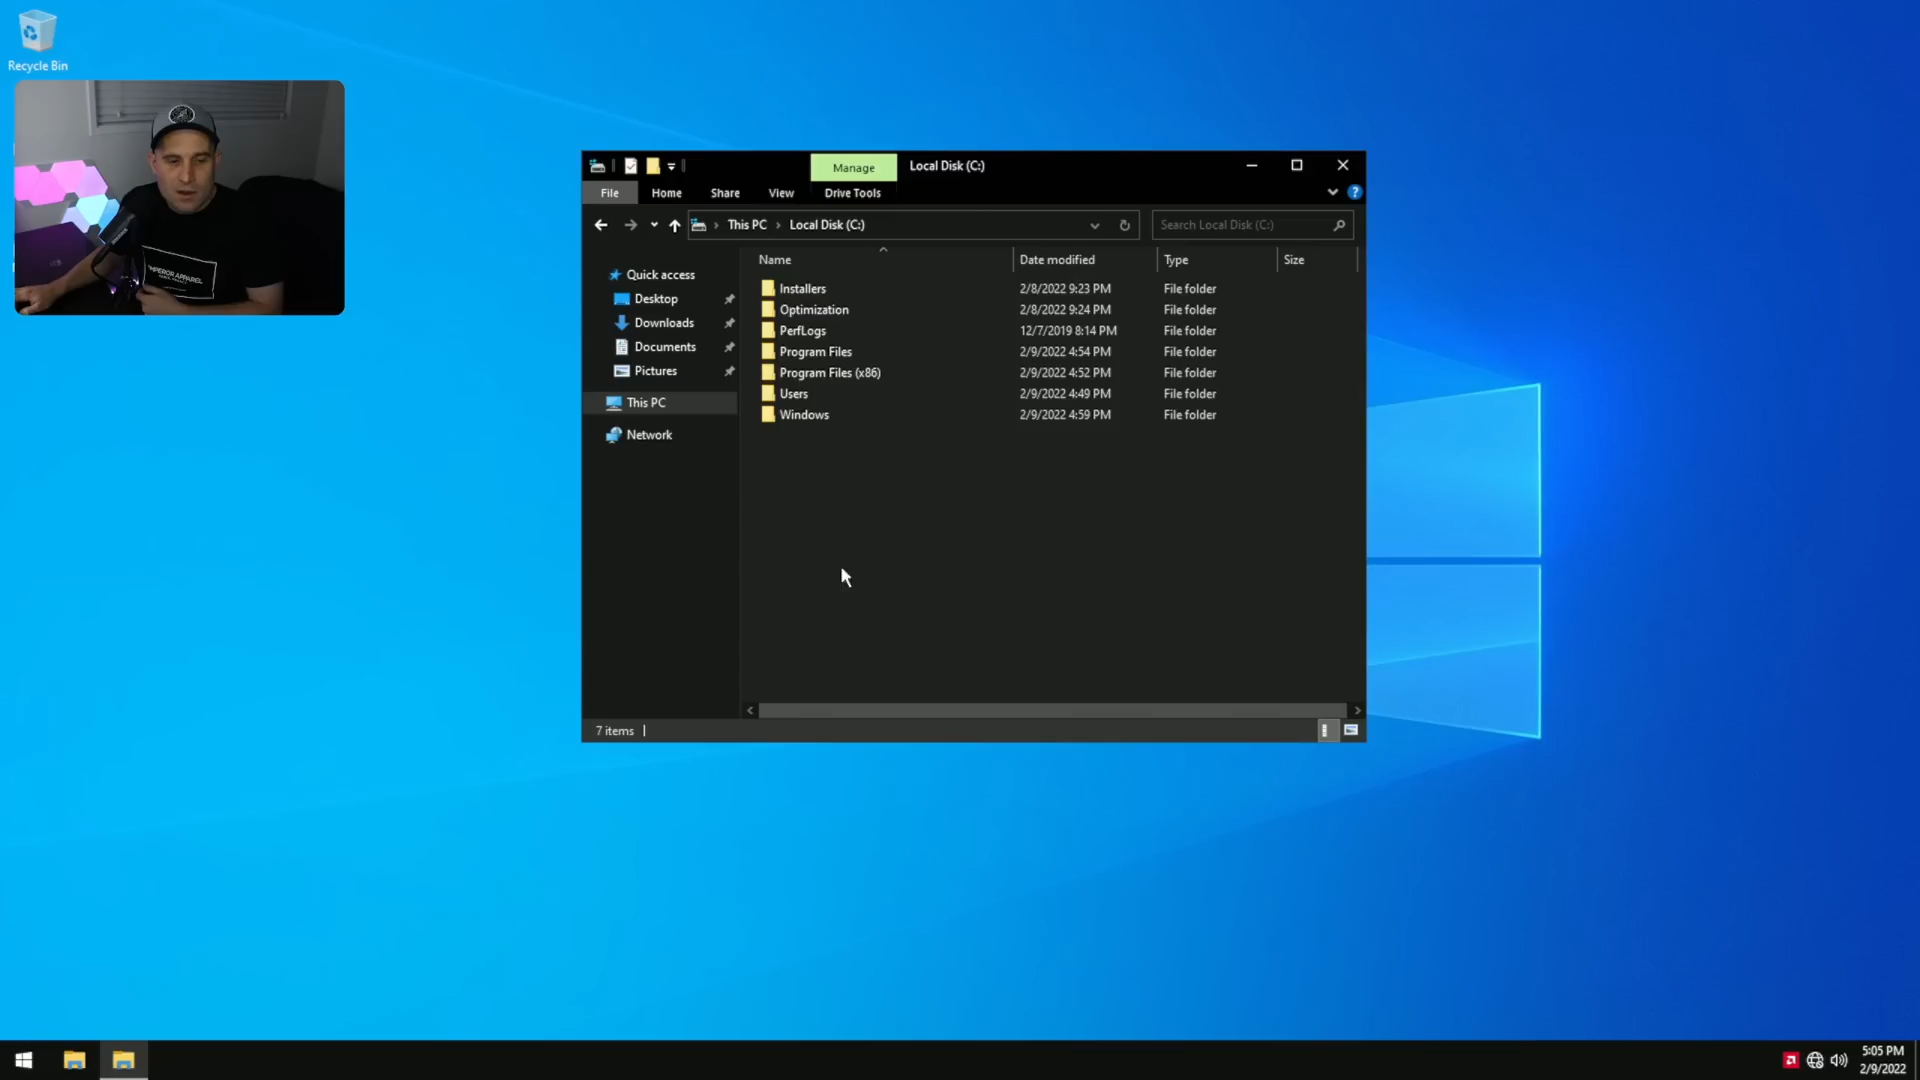 Recycle Bin
EMPEROR APPAREL
Manage
Local Disk (C:)
File
Home
Share
View
Drive Tools
This PC
Local Disk (C:)
Search Local Disk (C:)
Name
Date modified
Type
Size
Quick access
Desktop
Downloads
Documents
Pictures
This PC
Network
Installers 2/8/2022 9:23 PM File folder
Optimization 2/8/2022 9:24 PM File folder
PerfLogs 12/7/2019 8:14 PM File folder
Program Files 2/9/2022 4:54 PM File folder
Program Files (x86) 2/9/2022 4:52 PM File folder
Users 2/9/2022 4:49 PM File folder
Windows 2/9/2022 4:59 PM File folder
7 items
5:05 PM
2/9/2022